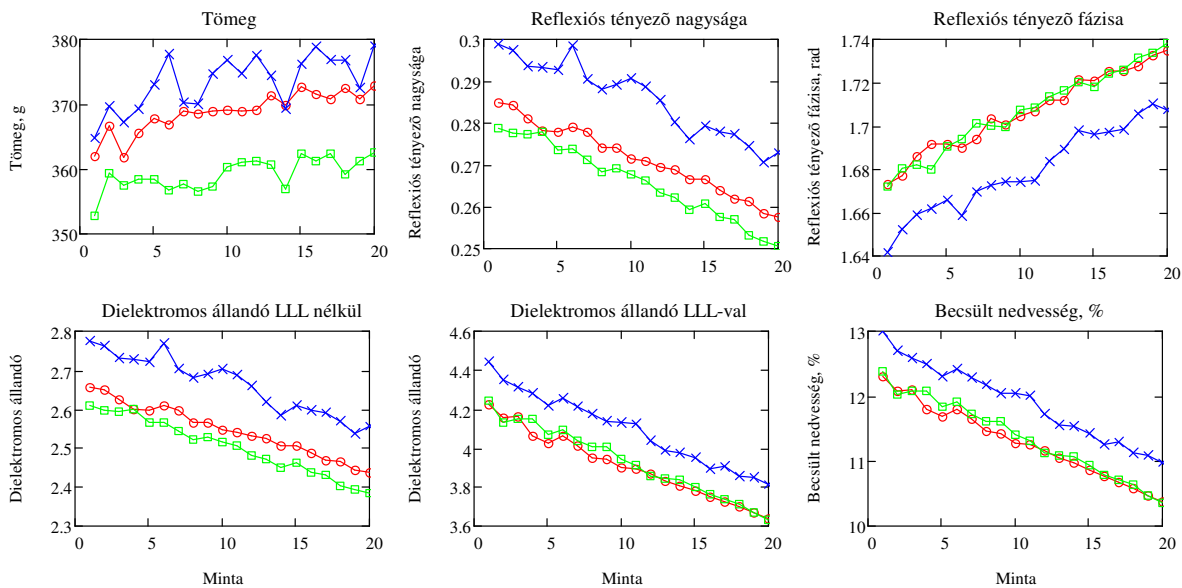 Tömeg
Reflexiós tényezõ nagysága
Reflexiós tényezõ fázisa
Tömeg, g
380
370
360
350
0 5 10 15 20
Reflexiós tényezõ nagysága
0.3
0.29
0.28
0.27
0.26
0.25
0 5 10 15 20
Reflexiós tényezõ fázisa, rad
1.74
1.72
1.7
1.68
1.66
1.64
0 5 10 15 20
Dielektromos állandó LLL nélkül
Dielektromos állandó LLL-val
Becsült nedvesség, %
Dielektromos állandó
2.8
2.7
2.6
2.5
2.4
2.3
0 5 10 15 20
Minta
Dielektromos állandó
4.6
4.4
4.2
4
3.8
3.6
0 5 10 15 20
Minta
Becsült nedvesség, %
13
12
11
10
0 5 10 15 20
Minta